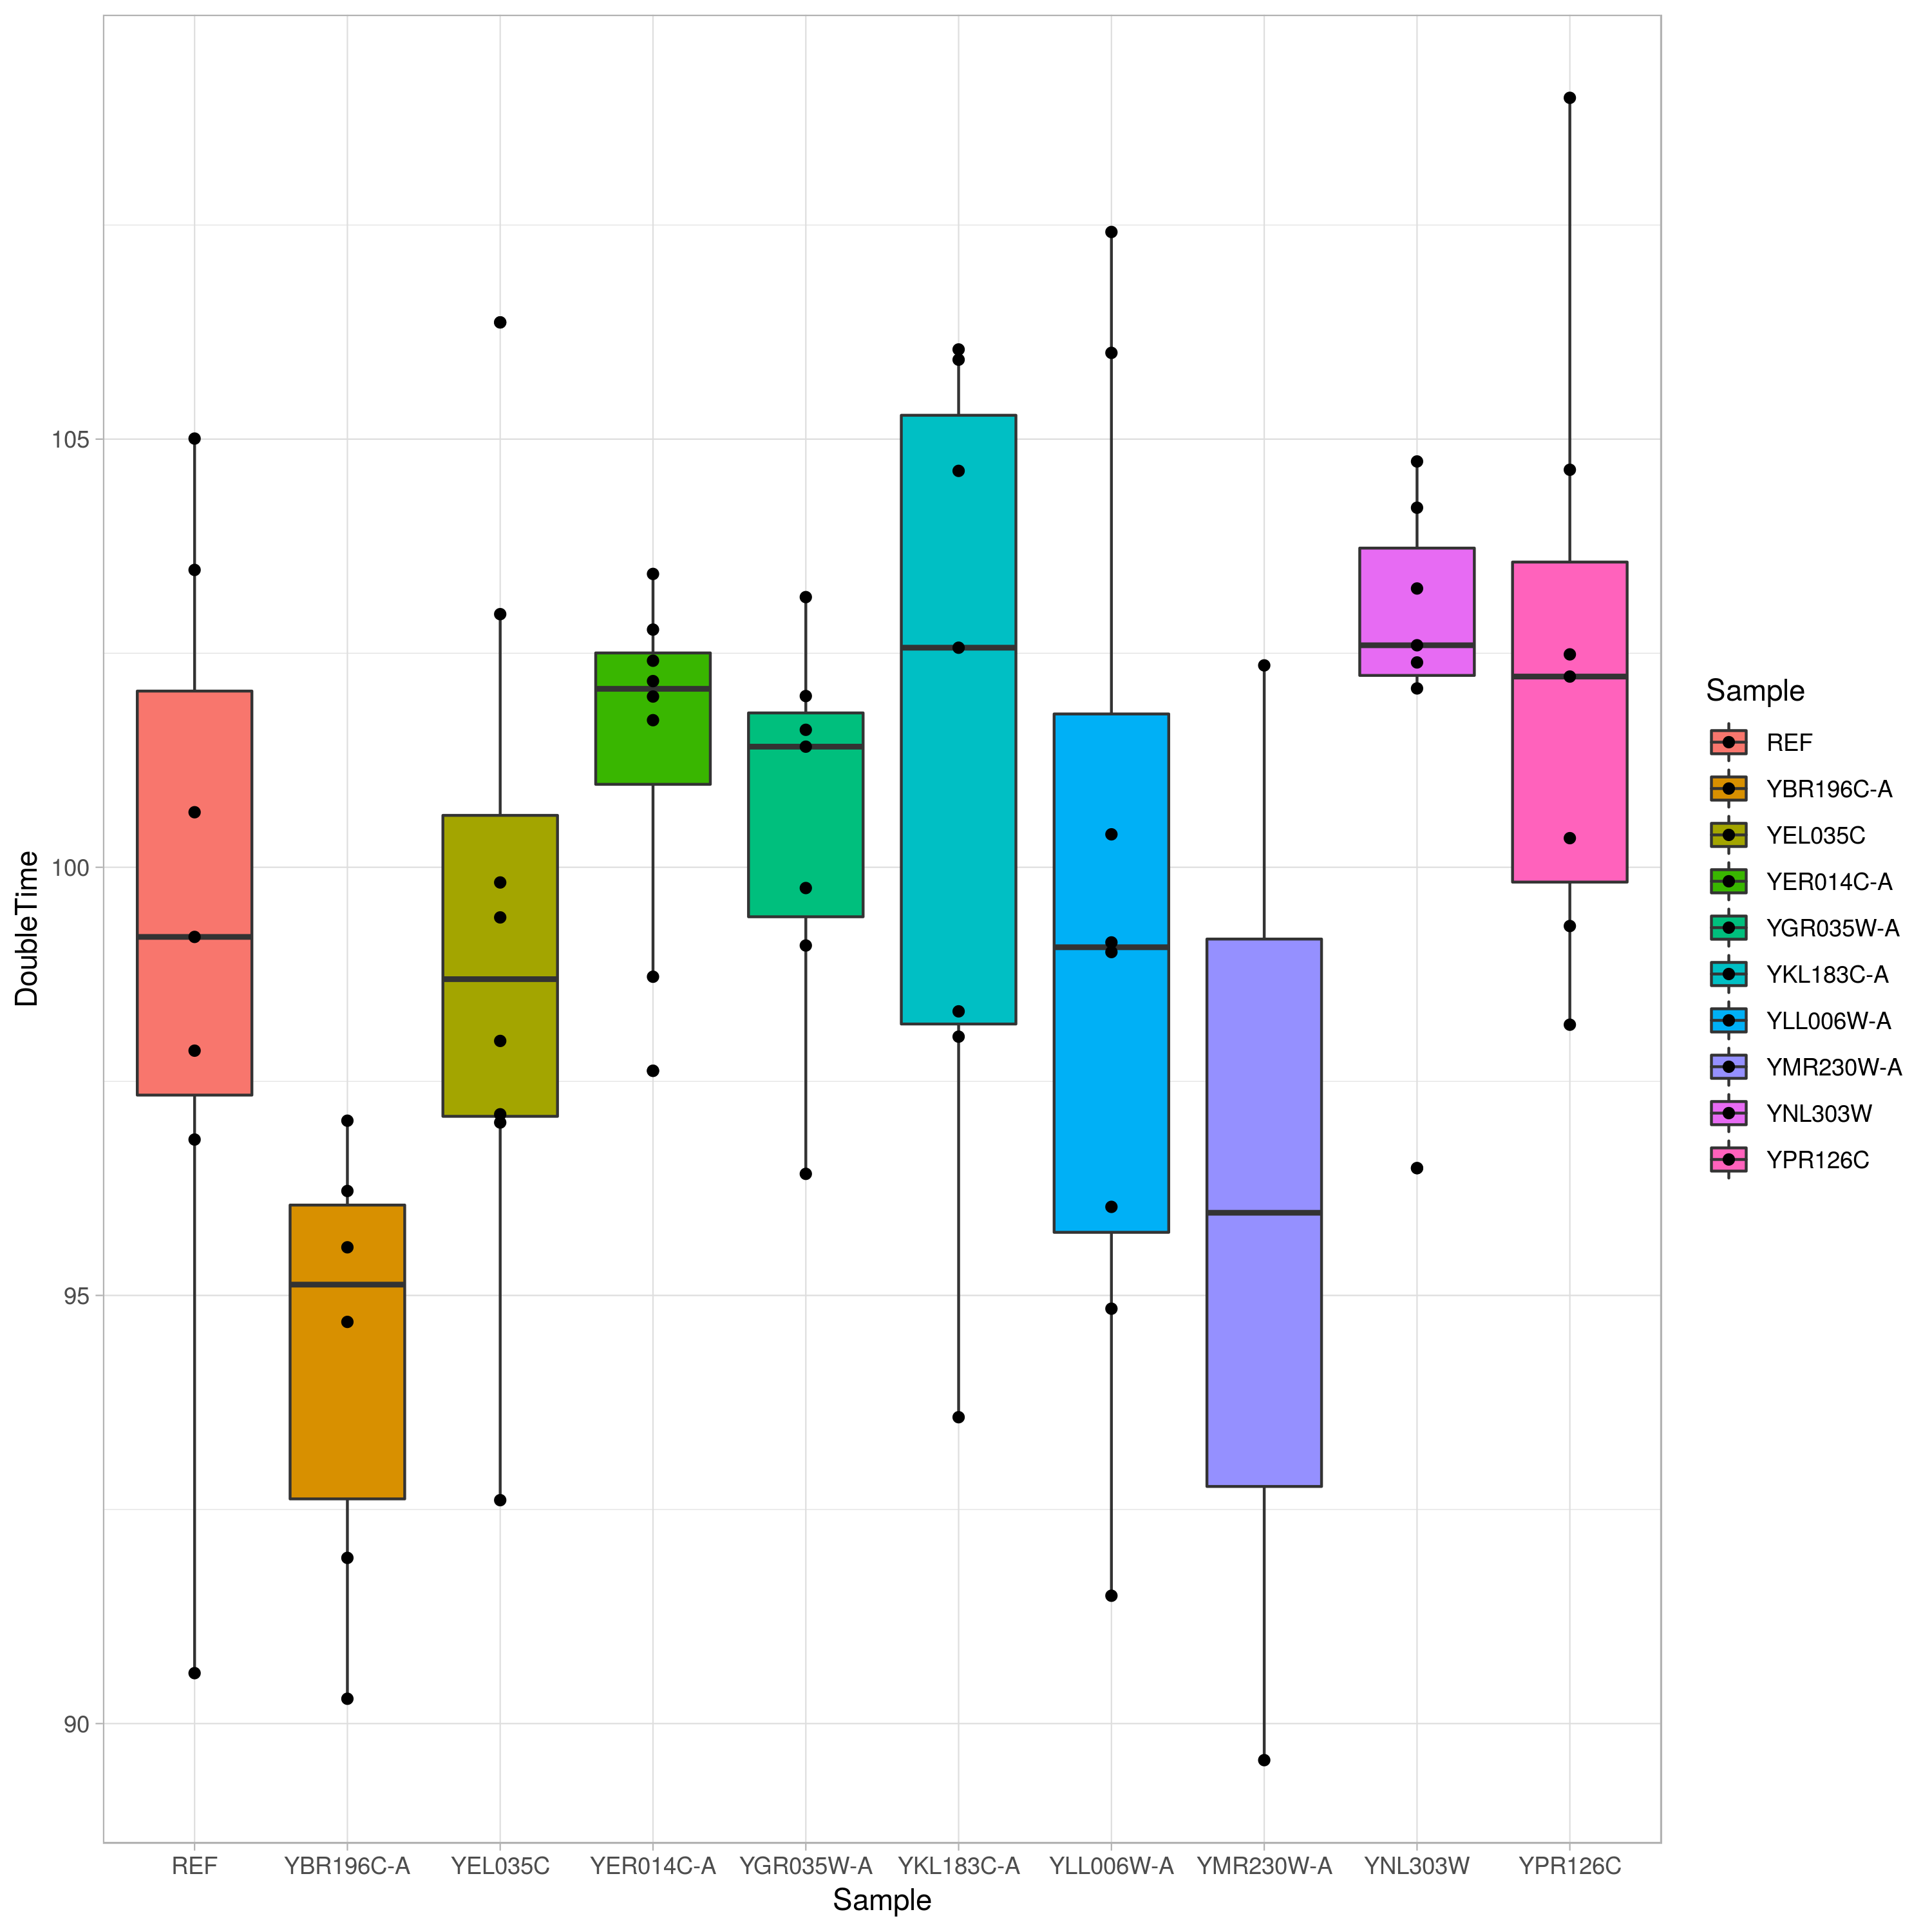 DoubleTime
105
100
95
90
REF YBR196C-A YEL035C YER014C-A YGR035W-A YKL183C-A YLL006W-A YMR230W-A YNL303W YPR126C
Sample
Sample
REF
YBR196C-A
YEL035C
YER014C-A
YGR035W-A
YKL183C-A
YLL006W-A
YMR230W-A
YNL303W
YPR126C